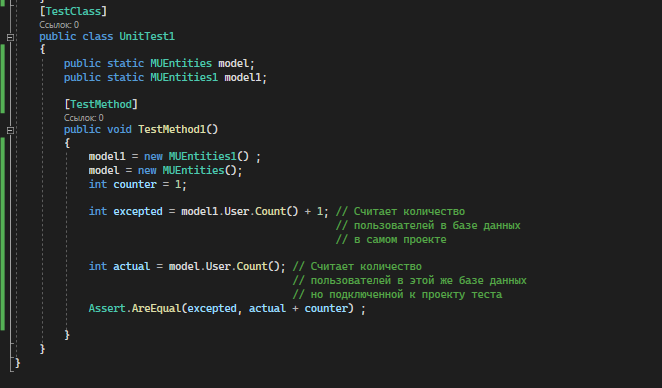 }
[TestClass]
Ссылок: 0
public class UnitTest1
{
public static MUEntities model;
public static MUEntities1 model1;
[TestMethod]
Ссылок: 0
public void TestMethod1()
{
model1 = new MUEntities1() ;
model = new MUEntities();
int counter = 1;
int excepted = model1.User.Count() + 1; // Считает количество
// пользователей в базе данных
// в самом проекте
int actual = model.User.Count(); // Считает количество
// пользователей в этой же базе данных
// но подключенной к проекту теста
Assert.AreEqual(excepted, actual + counter) ;
}
}
}